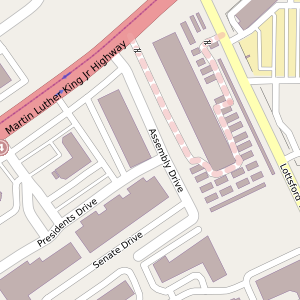 Martin Luther King Jr Highway
Assembly Drive
Presidents Drive
Senate Drive
Lottsford